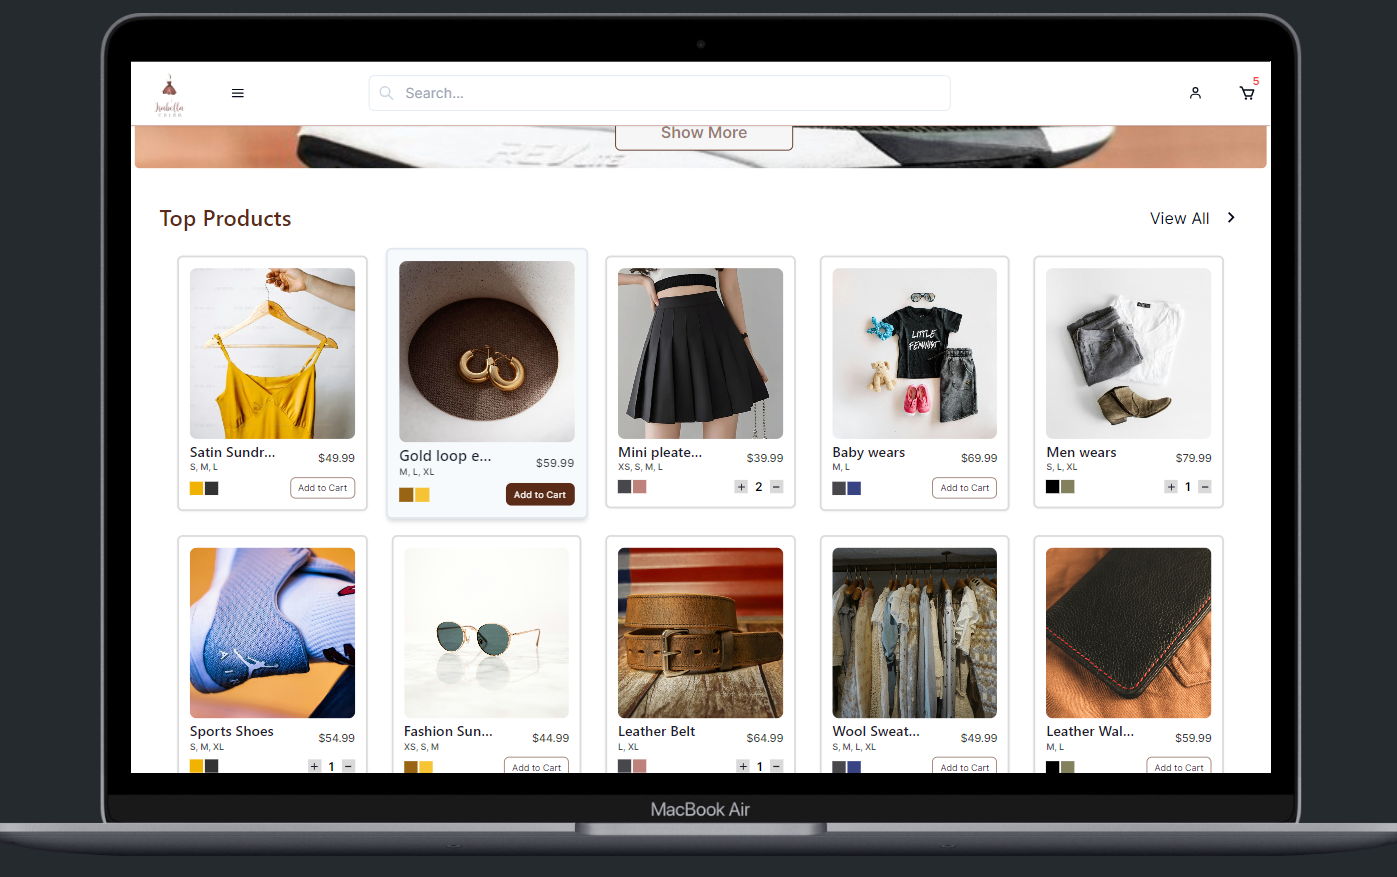 Isabella
Search...
5
Show More
REVLITE
Top Products
View All
LITTLE
FEMINIST
Satin Sundr...
$49.99
S, M, L
Add to Cart
Gold loop e...
$59.99
M, L, XL
Add to Cart
Mini pleate...
$39.99
XS, S, M, L
+ 2 −
Baby wears
$69.99
M, L
Add to Cart
Men wears
$79.99
S, L, XL
+ 1 −
Sports Shoes
$54.99
S, M, XL
+ 1 −
Fashion Sun...
$44.99
XS, S, M
Add to Cart
Leather Belt
$64.99
L, XL
+ 1 −
Wool Sweat...
$49.99
S, M, L, XL
Add to Cart
Leather Wal...
$59.99
M, L
Add to Cart
MacBook Air